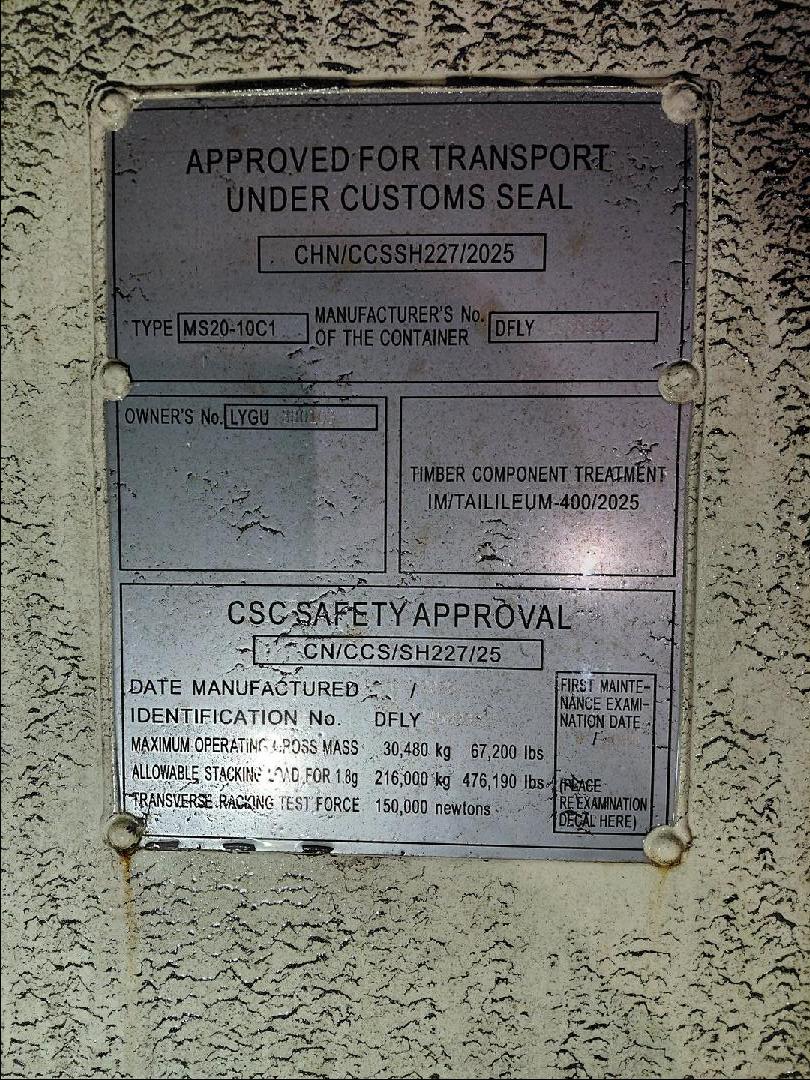 APPROVED FOR TRANSPORT
UNDER CUSTOMS SEAL
CHN/CCSSH227/2025
TYPE MS20-10C1 MANUFACTURER'S No. OF THE CONTAINER DFLY
OWNER'S No. LYGU
TIMBER COMPONENT TREATMENT
IM/TAILILEUM-400/2025
CSC SAFETY APPROVAL
CN/CCS/SH227/25
DATE MANUFACTURED /
IDENTIFICATION No. DFLY
MAXIMUM OPERATING GROSS MASS 30,480 kg 67,200 lbs
ALLOWABLE STACKING LOAD FOR 1.8g 216,000 kg 476,190 lbs
TRANSVERSE RACKING TEST FORCE 150,000 newtons
FIRST MAINTE-
NANCE EXAMI-
NATION DATE
/
(PLACE
REEXAMINATION
DECAL HERE)